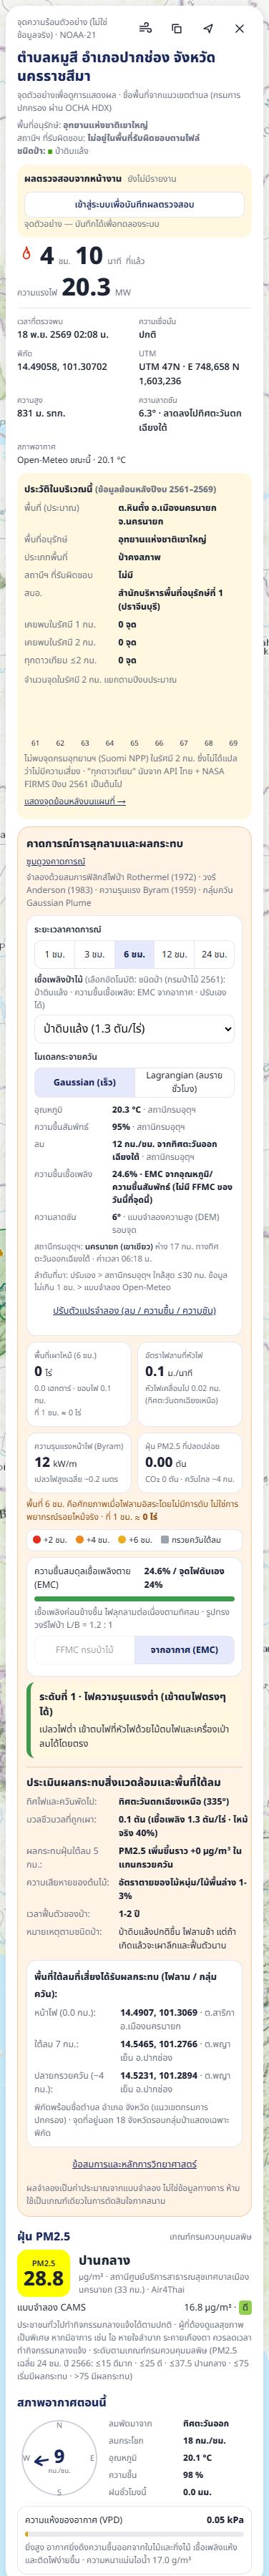 จุดความร้อนตัวอย่าง (ไม่ใช่
ข้อมูลจริง) · NOAA-21
ตำบลหมูสี อำเภอปากช่อง จังหวัด
นครราชสีมา
จุดตัวอย่างเพื่อการแสดงผล · ชื่อพื้นที่จากแนวเขตตำบล (กรมการ
ปกครอง ผ่าน OCHA HDX)
พื้นที่อนุรักษ์: อุทยานแห่งชาติเขาใหญ่
สถานีฯ ที่รับผิดชอบ: ไม่อยู่ในพื้นที่รับผิดชอบตามไฟล์
ชนิดป่า: ป่าดิบแล้ง
ผลตรวจสอบจากหน้างาน ยังไม่มีรายงาน
เข้าสู่ระบบเพื่อบันทึกผลตรวจสอบ
จุดตัวอย่าง — บันทึกได้เพื่อทดลองระบบ
4 ชม. 10 นาที ที่แล้ว
ความแรงไฟ 20.3 MW
เวลาที่ตรวจพบ
18 พ.ย. 2569 02:08 น.
ความเชื่อมั่น
ปกติ
พิกัด
14.49058, 101.30702
UTM
UTM 47N · E 748,658 N
1,603,236
ความสูง
831 ม. รทก.
ความลาดชัน
6.3° · ลาดลงไปทิศตะวันตก
เฉียงใต้
สภาพอากาศ
Open-Meteo ขณะนี้ · 20.1 °C
ประวัติในบริเวณนี้ (ข้อมูลย้อนหลังปีงบ 2561–2569)
พื้นที่ (ประมาณ) ต.หินตั้ง อ.เมืองนครนายก
จ.นครนายก
พื้นที่อนุรักษ์ อุทยานแห่งชาติเขาใหญ่
ประเภทพื้นที่ ป่าคงสภาพ
สถานีฯ ที่รับผิดชอบ ไม่มี
สบอ. สำนักบริหารพื้นที่อนุรักษ์ที่ 1
(ปราจีนบุรี)
เคยพบในรัศมี 1 กม. 0 จุด
เคยพบในรัศมี 2 กม. 0 จุด
ทุกดาวเทียม ≤2 กม. 0 จุด
จำนวนจุดในรัศมี 2 กม. แยกตามปีงบประมาณ
61 62 63 64 65 66 67 68 69
ไม่พบจุดกรมอุทยานฯ (Suomi NPP) ในรัศมี 2 กม. ซึ่งไม่ได้แปล
ว่าไม่มีความเสี่ยง · "ทุกดาวเทียม" นับจาก API ไทย + NASA
FIRMS ปีงบ 2561 เป็นต้นไป
แสดงจุดย้อนหลังบนแผนที่ →
คาดการณ์การลุกลามและผลกระทบ
ซูมดูวงคาดการณ์
จำลองด้วยสมการฟิสิกส์ไฟป่า Rothermel (1972) · วงรี
Anderson (1983) · ความรุนแรง Byram (1959) · กลุ่มควัน
Gaussian Plume
ระยะเวลาคาดการณ์
1 ชม. 3 ชม. 6 ชม. 12 ชม. 24 ชม.
เชื้อเพลิงป่าไม้ (เลือกอัตโนมัติ: ชนิดป่า (กรมป่าไม้ 2561):
ป่าดิบแล้ง · ความชื้นเชื้อเพลิง: EMC จากอากาศ · ปรับเอง
ได้)
ป่าดิบแล้ง (1.3 ตัน/ไร่)
โมเดลกระจายควัน
Gaussian (เร็ว)
Lagrangian (ลมราย
ชั่วโมง)
อุณหภูมิ 20.3 °C · สถานีกรมอุตุฯ
ความชื้นสัมพัทธ์ 95% · สถานีกรมอุตุฯ
ลม 12 กม./ชม. จากทิศตะวันออก
เฉียงใต้ · สถานีกรมอุตุฯ
ความชื้นเชื้อเพลิง 24.6% · EMC จากอุณหภูมิ/
ความชื้นสัมพัทธ์ (ไม่มี FFMC ของ
วันนี้ที่จุดนี้)
ความลาดชัน 6° · แบบจำลองความสูง (DEM)
รอบจุด
สถานีกรมอุตุฯ: นครนายก (เขาเขียว) ห่าง 17 กม. ทางทิศ
ตะวันออกเฉียงใต้ · ค่าเวลา 06:18 น.
ลำดับที่มา: ปรับเอง > สถานีกรมอุตุฯ ใกล้สุด ≤30 กม. ข้อมูล
ไม่เกิน 1 ชม. > แบบจำลอง Open-Meteo
ปรับตัวแปรจำลอง (ลม / ความชื้น / ความชัน)
พื้นที่เผาไหม้ (6 ชม.)
0 ไร่
0.0 เฮกตาร์ · ขอบไฟ 0.1
กม.
ที่ 1 ชม. ≈ 0 ไร่
อัตราไฟลามที่หัวไฟ
0.1 ม./นาที
หัวไฟเคลื่อนไป 0.02 กม.
(ทิศตะวันตกเฉียงเหนือ)
ความรุนแรงหน้าไฟ (Byram)
12 kW/m
เปลวไฟสูงเฉลี่ย ~0.2 เมตร
ฝุ่น PM2.5 ที่ปลดปล่อย
0.00 ตัน
CO₂ 0 ตัน · ควันไกล ~4 กม.
พื้นที่ 6 ชม. คือศักยภาพเมื่อไฟลามอิสระโดยไม่มีการดับ ไม่ใช่การ
พยากรณ์รอยไหม้จริง · ที่ 1 ชม. ≈ 0 ไร่
+2 ชม. +4 ชม. +6 ชม. กรวยควันใต้ลม
ความชื้นสมดุลเชื้อเพลิงตาย
(EMC)
24.6% / จุดไฟดับเอง
24%
เชื้อเพลิงค่อนข้างชื้น ไฟลุกลามต่อเนื่องตามทิศลม · รูปทรง
วงรีไฟป่า L/B = 1.2 : 1
FFMC กรมป่าไม้ จากอากาศ (EMC)
ระดับที่ 1 · ไฟความรุนแรงต่ำ (เข้าตบไฟตรงๆ
ได้)
เปลวไฟต่ำ เข้าตบไฟที่หัวไฟด้วยไม้ตบไฟและเครื่องเป่า
ลมได้โดยตรง
ประเมินผลกระทบสิ่งแวดล้อมและพื้นที่ใต้ลม
ทิศไฟและควันพัดไป: ทิศตะวันตกเฉียงเหนือ (335°)
มวลชีวมวลที่ถูกเผา: 0.1 ตัน (เชื้อเพลิง 1.3 ตัน/ไร่ · ไหม้
จริง 40%)
ผลกระทบฝุ่นใต้ลม 5
กม.:
PM2.5 เพิ่มขึ้นราว +0 µg/m³ ใน
แกนกรวยควัน
ความเสียหายของต้นไม้: อัตราตายของไม้หนุ่ม/ไม้พื้นล่าง 1-
3%
เวลาฟื้นตัวของป่า: 1-2 ปี
หมายเหตุตามชนิดป่า: ป่าดิบแล้งปกติชื้น ไฟลามช้า แต่ถ้า
เกิดแล้วจะเผาลึกและฟื้นตัวนาน
พื้นที่ใต้ลมที่เสี่ยงได้รับผลกระทบ (ไฟลาม / กลุ่ม
ควัน):
หน้าไฟ (0.0 กม.): 14.4907, 101.3069 · ต.สาริกา
อ.เมืองนครนายก
ใต้ลม 7 กม.: 14.5465, 101.2766 · ต.พญา
เย็น อ.ปากช่อง
ปลายกรวยควัน (~4
กม.):
14.5231, 101.2894 · ต.พญา
เย็น อ.ปากช่อง
พิกัดพร้อมชื่อตำบล อำเภอ จังหวัด (แนวเขตกรมการ
ปกครอง) · จุดที่อยู่นอก 18 จังหวัดรอบกลุ่มป่าแสดงเฉพาะ
พิกัด
ข้อสมการและหลักการวิทยาศาสตร์
ผลจำลองเป็นค่าประมาณจากแบบจำลอง ไม่ใช่ข้อมูลทางการ ห้าม
ใช้เป็นเกณฑ์เดียวในการตัดสินใจภาคสนาม
ฝุ่น PM2.5 เกณฑ์กรมควบคุมมลพิษ
PM2.5
28.8
ปานกลาง
µg/m³ · สถานีศูนย์บริการสาธารณสุขเทศบาลเมือง
นครนายก (33 กม.) · Air4Thai
แบบจำลอง CAMS 16.8 µg/m³ · ดี
ประชาชนทั่วไปทำกิจกรรมกลางแจ้งได้ตามปกติ · ผู้ที่ต้องดูแลสุขภาพ
เป็นพิเศษ หากมีอาการ เช่น ไอ หายใจลำบาก ระคายเคืองตา ควรลดเวลา
ทำกิจกรรมกลางแจ้ง · ระดับตามเกณฑ์กรมควบคุมมลพิษ (PM2.5
เฉลี่ย 24 ชม. ปี 2566: ≤15 ดีมาก · ≤25 ดี · ≤37.5 ปานกลาง · ≤75
เริ่มมีผลกระทบ · >75 มีผลกระทบ)
สภาพอากาศตอนนี้
N
W 9 E
กม./ชม.
S
ลมพัดมาจาก ทิศตะวันออก
ลมกระโชก 18 กม./ชม.
อุณหภูมิ 20.1 °C
ความชื้น 98 %
ฝนชั่วโมงนี้ 0.0 มม.
ความแห้งของอากาศ (VPD) 0.05 kPa
ยิ่งสูง อากาศยิ่งดึงความชื้นออกจากใบไม้และกิ่งไม้ เชื้อเพลิงแห้ง
และติดไฟง่ายขึ้น · ความหนาแน่นไอน้ำ 17.0 g/m³